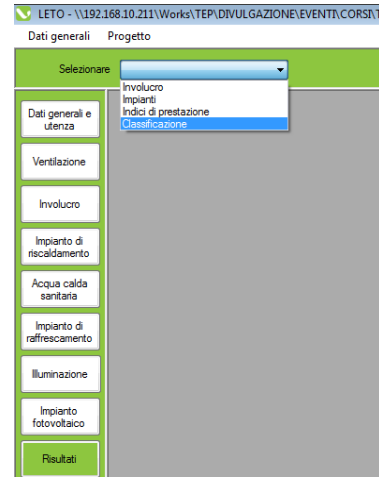 LETO - \\192.168.10.211\Works\TEP\DIVULGAZIONE\EVENTI\CORSI\T
Dati generali Progetto
Selezionare
Involucro
Impianti
Indici di prestazione
Classificazione
Dati generali e
utenza
Ventilazione
Involucro
Impianto di
riscaldamento
Acqua calda
sanitaria
Impianto di
raffrescamento
Illuminazione
Impianto
fotovoltaico
Risultati